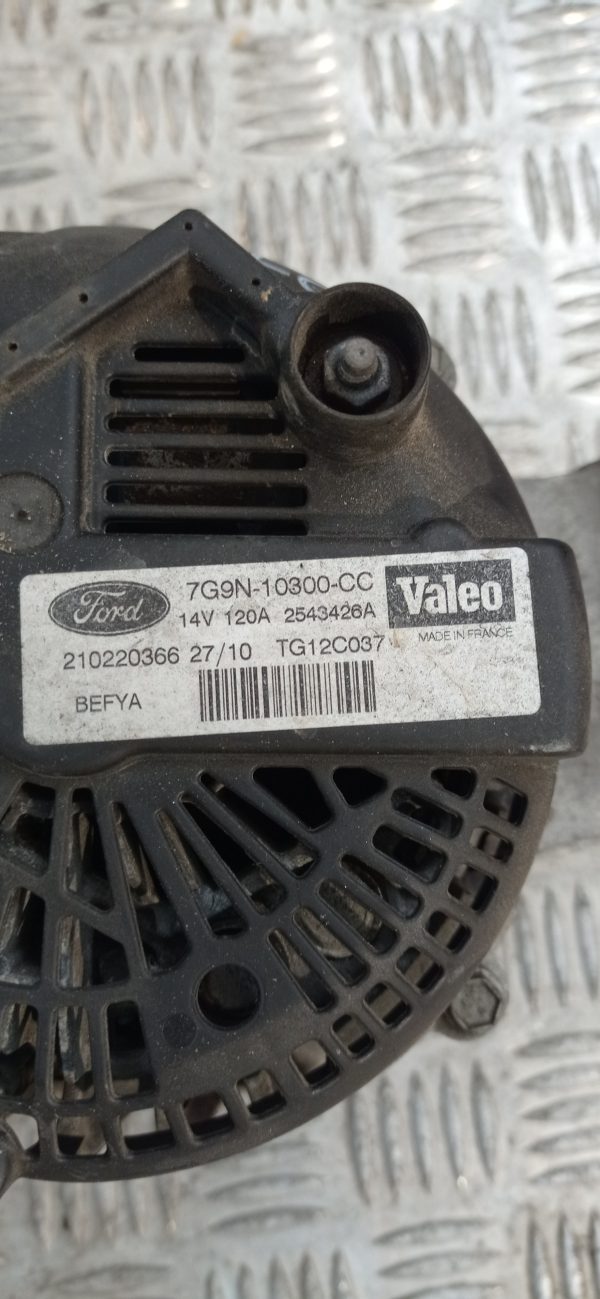 Ford 7G9N-10300-CC Valeo
14V 120A 2543426A
MADE IN FRANCE
210220366 27/10 TG12C037
BEFYA